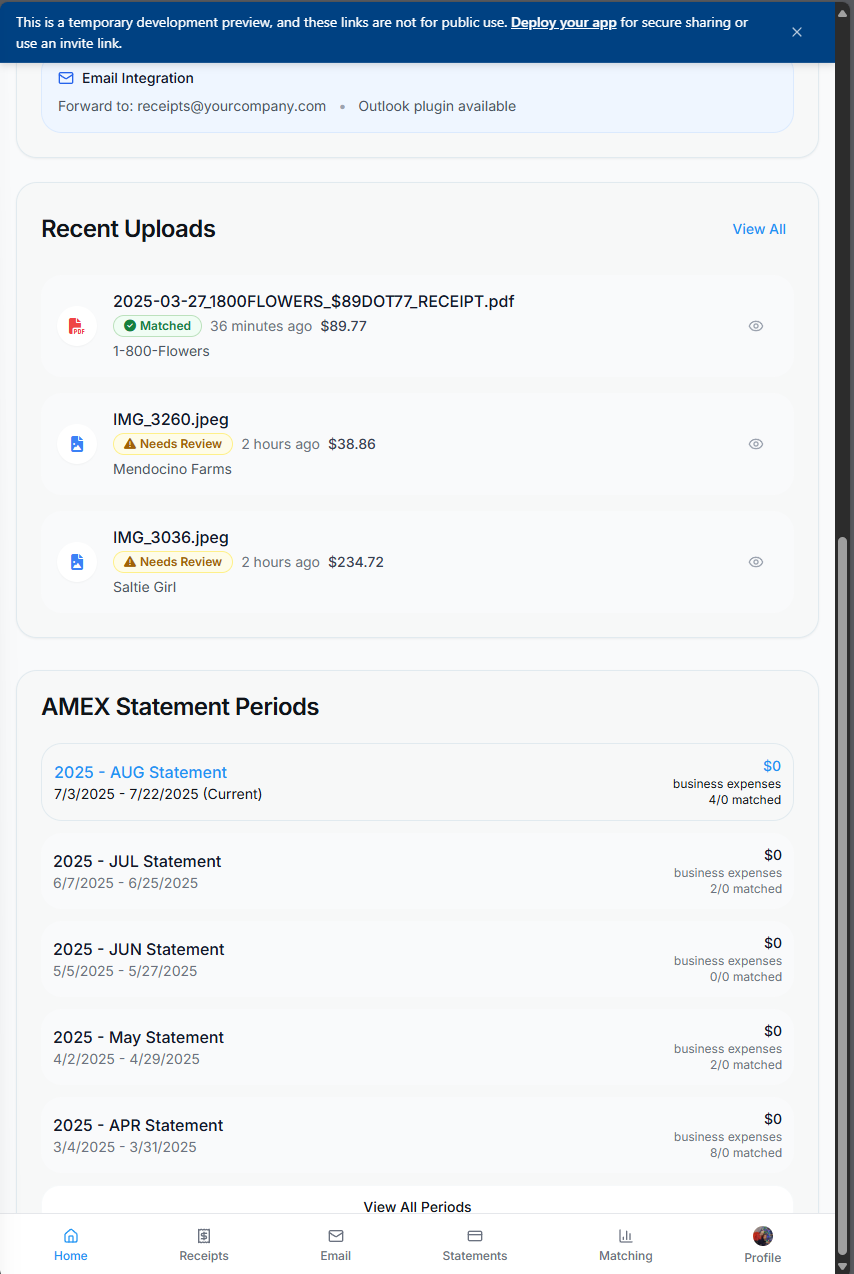 This is a temporary development preview, and these links are not for public use. Deploy your app for secure sharing or
use an invite link.
Email Integration
Forward to: receipts@yourcompany.com • Outlook plugin available
Recent Uploads
View All
2025-03-27_1800FLOWERS_$89DOT77_RECEIPT.pdf
PDF
Matched 36 minutes ago $89.77
1-800-Flowers
IMG_3260.jpeg
Needs Review 2 hours ago $38.86
Mendocino Farms
IMG_3036.jpeg
Needs Review 2 hours ago $234.72
Saltie Girl
AMEX Statement Periods
2025 - AUG Statement
7/3/2025 - 7/22/2025 (Current)
$0
business expenses
4/0 matched
2025 - JUL Statement
6/7/2025 - 6/25/2025
$0
business expenses
2/0 matched
2025 - JUN Statement
5/5/2025 - 5/27/2025
$0
business expenses
0/0 matched
2025 - May Statement
4/2/2025 - 4/29/2025
$0
business expenses
2/0 matched
2025 - APR Statement
3/4/2025 - 3/31/2025
$0
business expenses
8/0 matched
View All Periods
Home
Receipts
Email
Statements
Matching
Profile